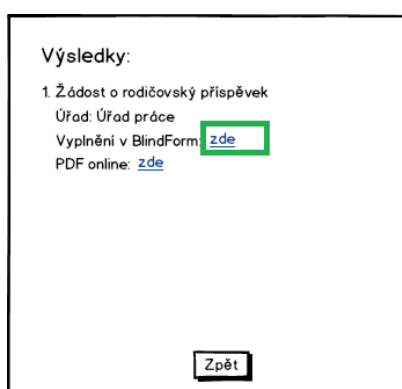 Výsledky:
1. Žádost o rodičovský příspěvek
Úřad: Úřad práce
Vyplnění v BlindForm: zde
PDF online: zde
Zpět